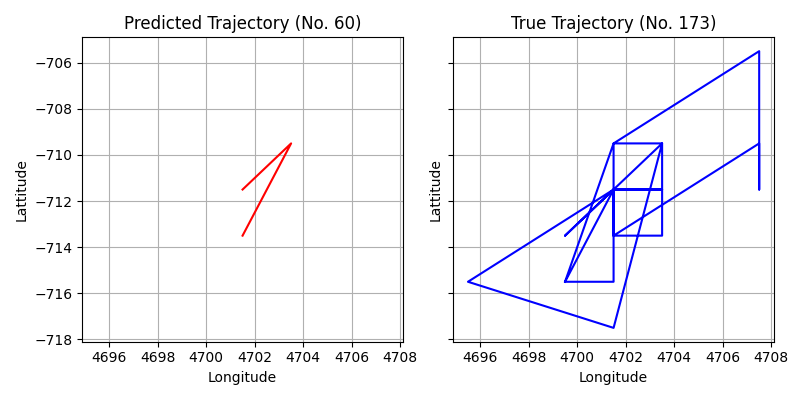 Predicted Trajectory (No. 60)
True Trajectory (No. 173)
−706
−708
−710
−712
−714
−716
−718
Lattitude
Lattitude
4696 4698 4700 4702 4704 4706 4708
4696 4698 4700 4702 4704 4706 4708
Longitude
Longitude